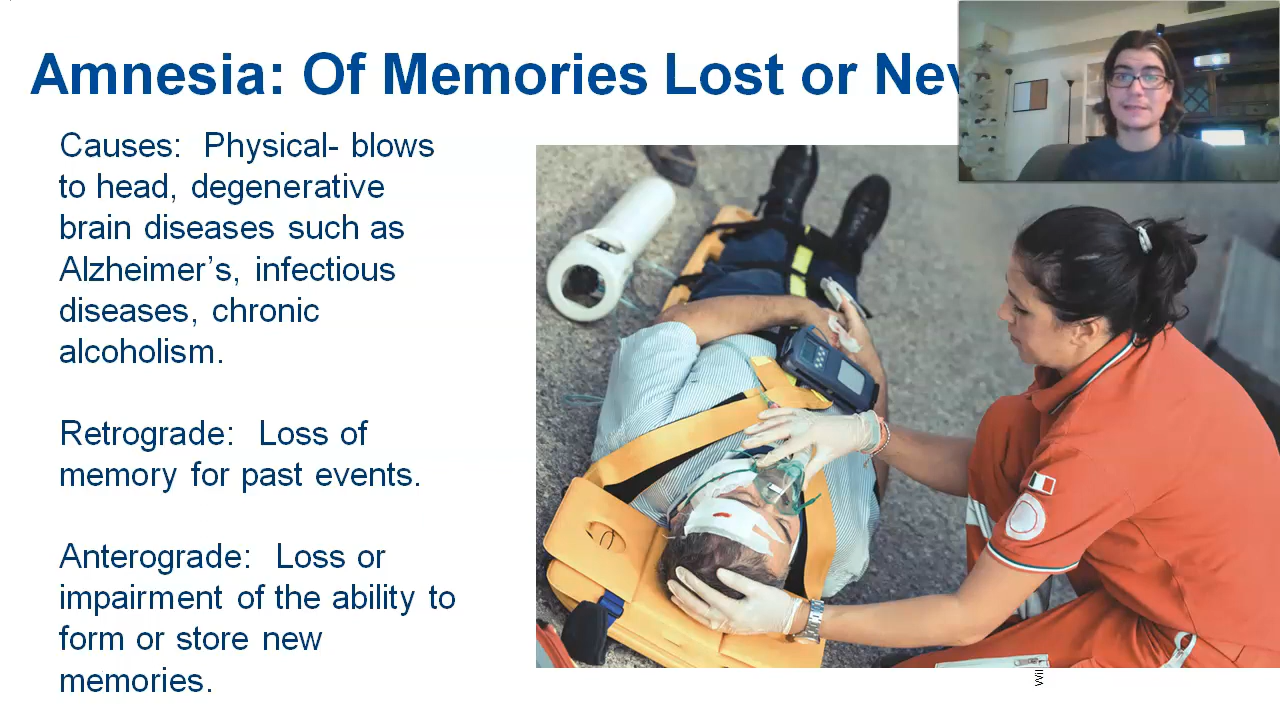 Amnesia: Of Memories Lost or Nev
Causes:  Physical- blows
to head, degenerative
brain diseases such as
Alzheimer’s, infectious
diseases, chronic
alcoholism.
Retrograde:  Loss of
memory for past events.
Anterograde:  Loss or
impairment of the ability to
form or store new
memories.
Wil